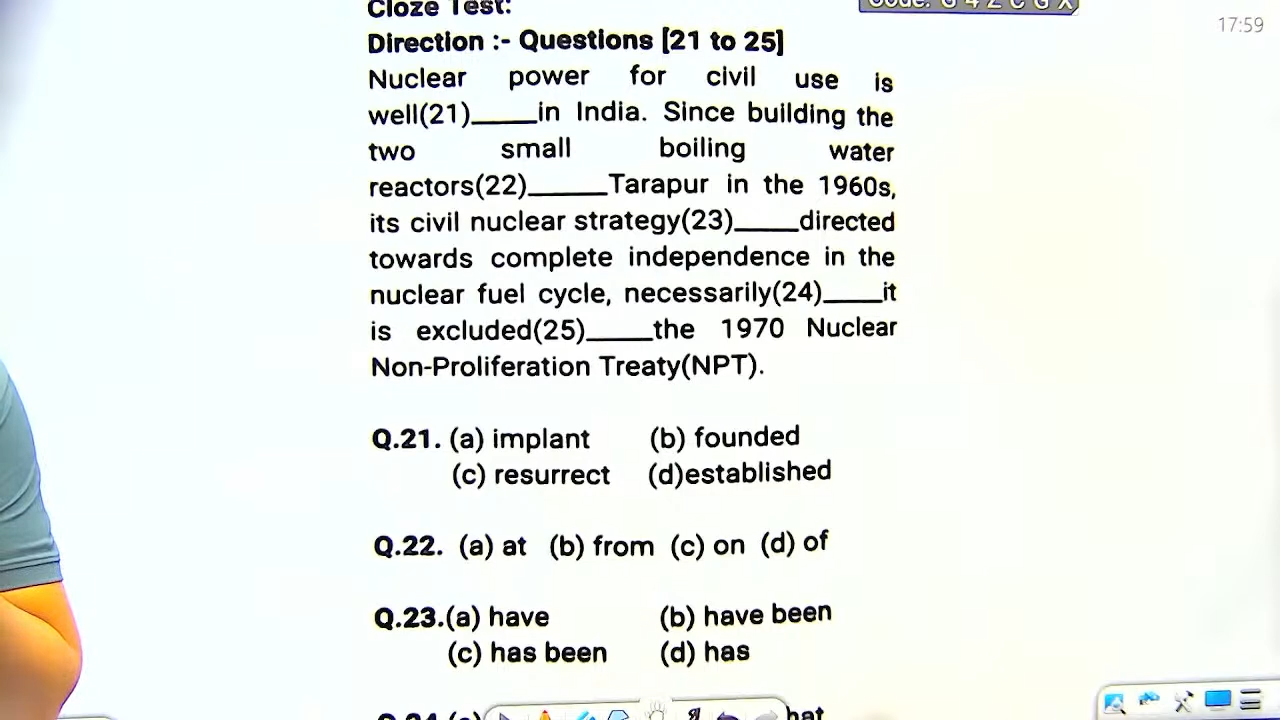 Cloze Test:
Code: G 4 Z C G X
17:59
Direction :- Questions [21 to 25]
Nuclear power for civil use is
well(21)_____in India. Since building the
two small boiling water
reactors(22)______Tarapur in the 1960s,
its civil nuclear strategy(23)_____directed
towards complete independence in the
nuclear fuel cycle, necessarily(24)_____it
is excluded(25)_____the 1970 Nuclear
Non-Proliferation Treaty(NPT).
Q.21. (a) implant (b) founded
(c) resurrect (d)established
Q.22. (a) at (b) from (c) on (d) of
Q.23.(a) have (b) have been
(c) has been (d) has
Q.24 (a)